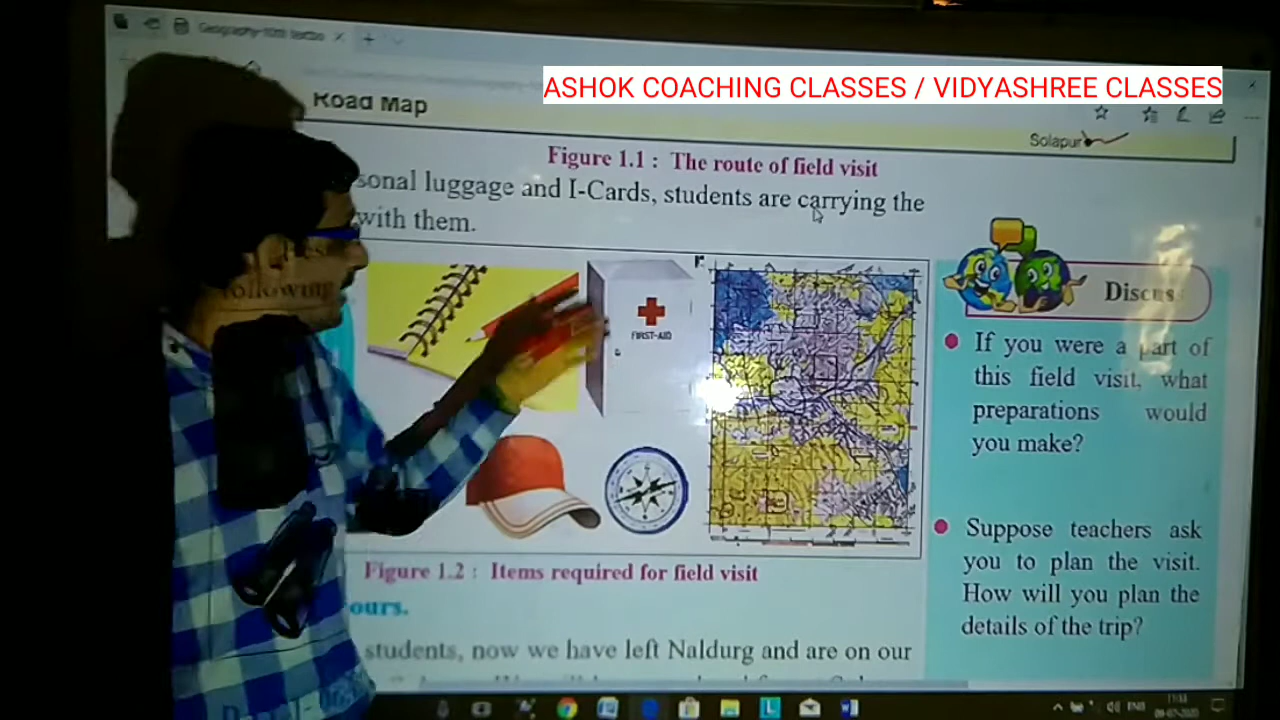 ASHOK COACHING CLASSES / VIDYASHREE CLASSES
Road Map
Solapur
Figure 1.1 : The route of field visit
sonal luggage and I-Cards, students are carrying the
following
with them.
FIRST-AID
Discus
If you were a part of
this field visit, what
preparations would
you make?
Suppose teachers ask
you to plan the visit.
How will you plan the
details of the trip?
Figure 1.2 : Items required for field visit
ours.
students, now we have left Naldurg and are on our
ENG